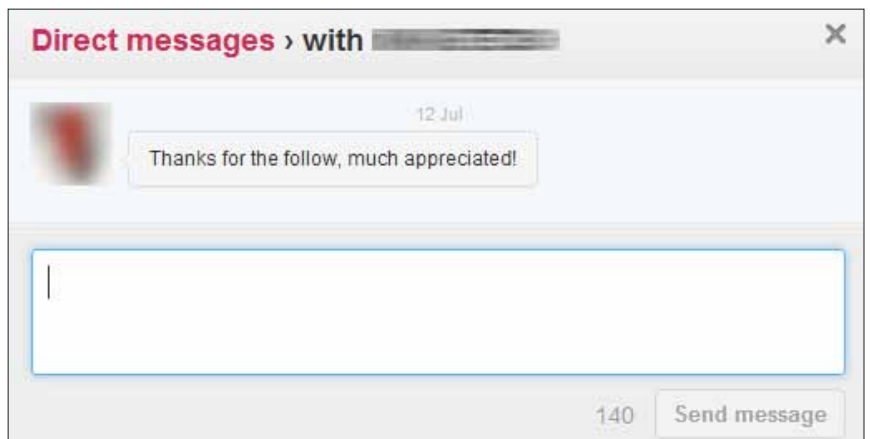 Direct messages › with
12 Jul
Thanks for the follow, much appreciated!
140 Send message